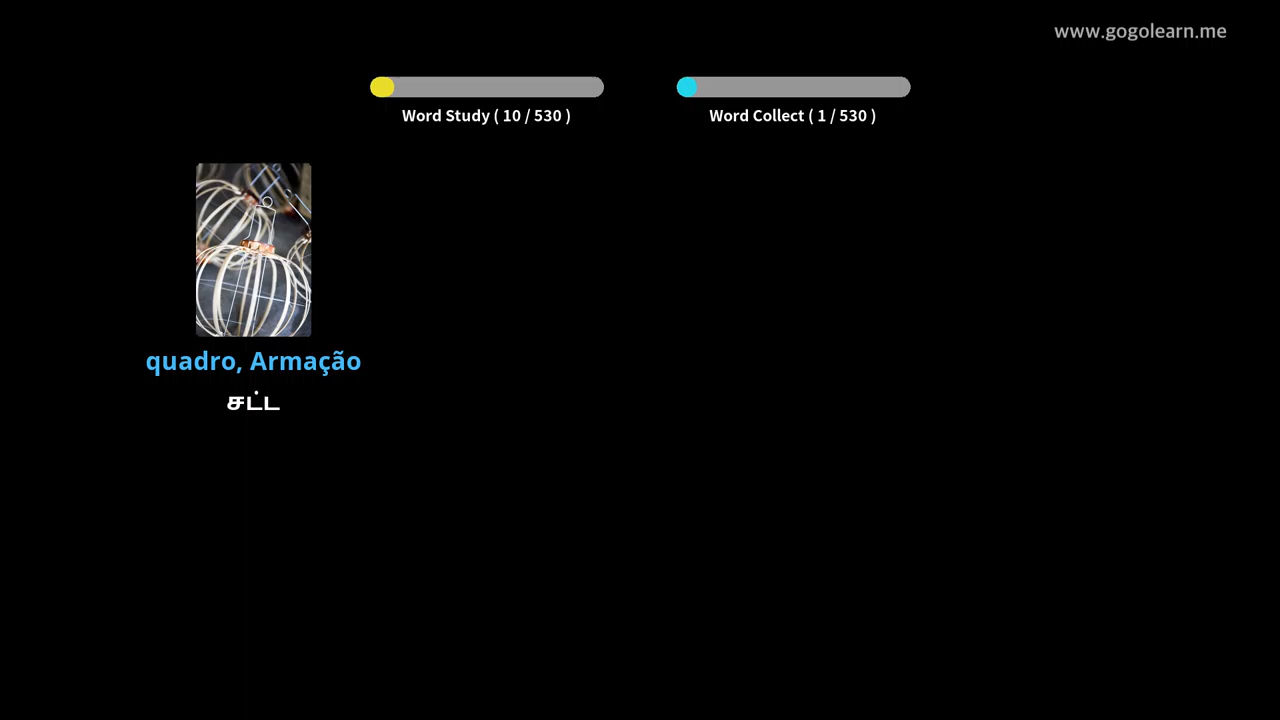 www.gogolearn.me
Word Study ( 10 / 530 )
Word Collect ( 1 / 530 )
quadro, Armação
சட்ட